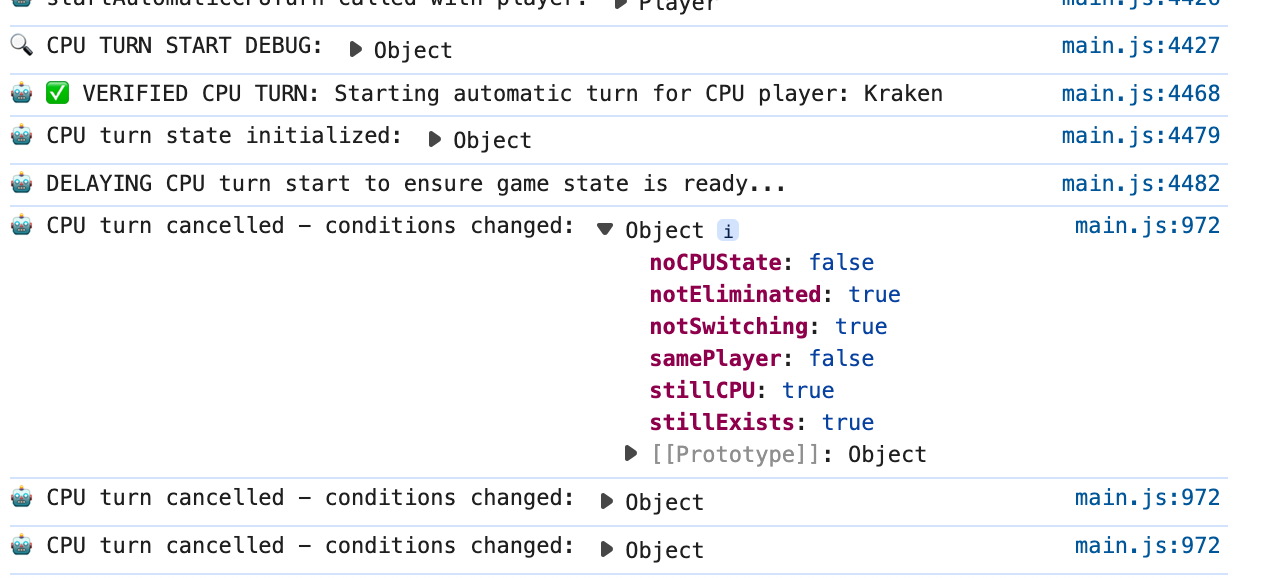 🤖 startAutomaticCPUTurn called with player: ▶ Player main.js:4426
🔍 CPU TURN START DEBUG: ▶ Object main.js:4427
🤖 ✅ VERIFIED CPU TURN: Starting automatic turn for CPU player: Kraken main.js:4468
🤖 CPU turn state initialized: ▶ Object main.js:4479
🤖 DELAYING CPU turn start to ensure game state is ready... main.js:4482
🤖 CPU turn cancelled – conditions changed: ▼ Object i main.js:972
noCPUState: false
notEliminated: true
notSwitching: true
samePlayer: false
stillCPU: true
stillExists: true
▶ [[Prototype]]: Object
🤖 CPU turn cancelled – conditions changed: ▶ Object main.js:972
🤖 CPU turn cancelled – conditions changed: ▶ Object main.js:972